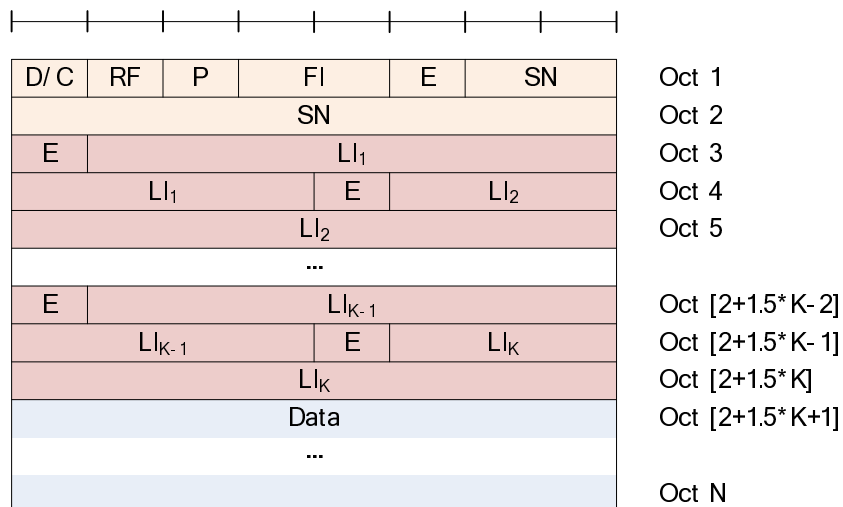 D/ C RF P FI E SN Oct 1
SN Oct 2
E LI1 Oct 3
LI1 E LI2 Oct 4
LI2 Oct 5
...
E LIK- 1 Oct [2+1.5* K- 2]
LIK- 1 E LIK Oct [2+1.5* K- 1]
LIK Oct [2+1.5* K]
Data Oct [2+1.5* K+1]
...
Oct N